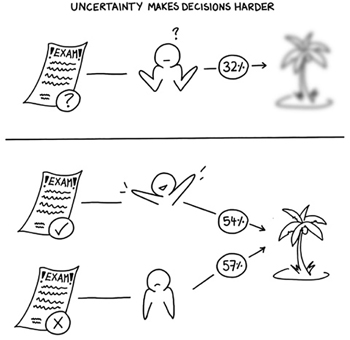 UNCERTAINTY MAKES DECISIONS HARDER
?
!EXAM!
?
32%
!EXAM!
54%
!EXAM!
57%